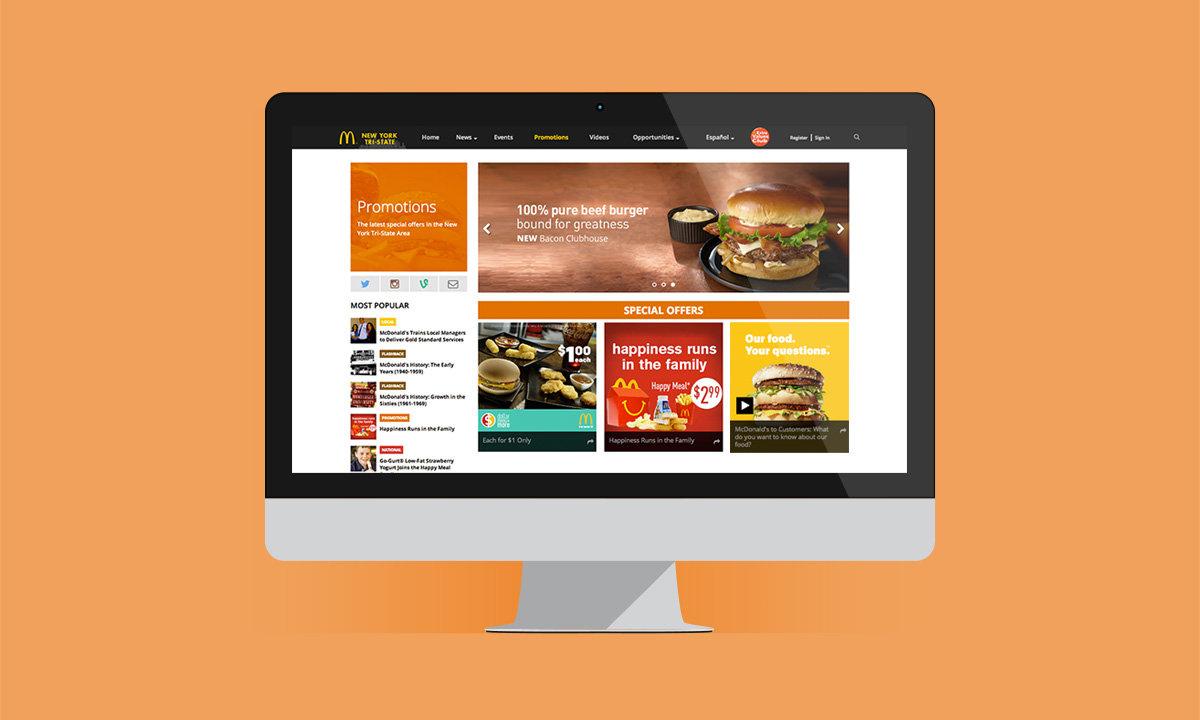 NEW YORK
TRI-STATE
Home
News
Events
Promotions
Videos
Opportunities
Español
Extra
Value
Club
Register | Sign In
Promotions
The latest special offers in the New
York Tri-State Area
100% pure beef burger
bound for greatness
NEW Bacon Clubhouse
MOST POPULAR
LOCAL
McDonald's Trains Local Managers
to Deliver Gold Standard Services
FLASHBACK
McDonald's History: The Early
Years (1940-1959)
FLASHBACK
McDonald's History: Growth in the
Sixties (1961-1969)
PROMOTIONS
Happiness Runs in the Family
NATIONAL
Go-Gurt® Low-Fat Strawberry
Yogurt Joins the Happy Meal
SPECIAL OFFERS
$1.00
each
dollar
menu &
more
Each for $1 Only
happiness runs
in the family
Happy Meal®
$2.99
Happiness Runs in the Family
Our food.
Your questions.™
McDonald's to Customers: What
do you want to know about our
food?